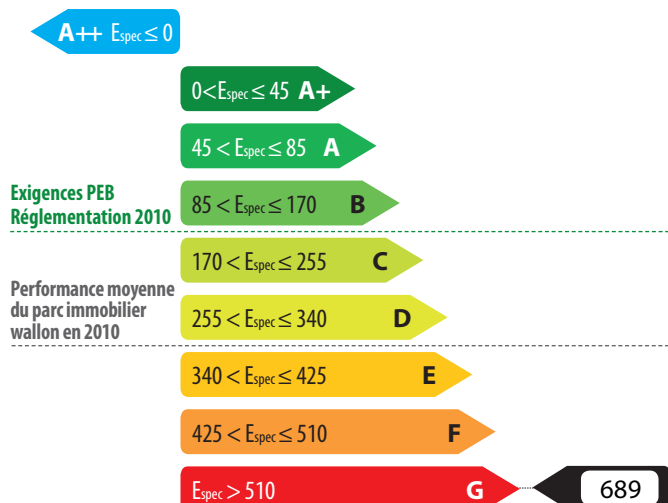 A++ Espec ≤ 0
0<Espec ≤ 45 A+
45 < Espec ≤ 85 A
Exigences PEB
Réglementation 2010
85 < Espec ≤ 170 B
170 < Espec ≤ 255 C
Performance moyenne
du parc immobilier
wallon en 2010
255 < Espec ≤ 340 D
340 < Espec ≤ 425 E
425 < Espec ≤ 510 F
Espec > 510 G 689